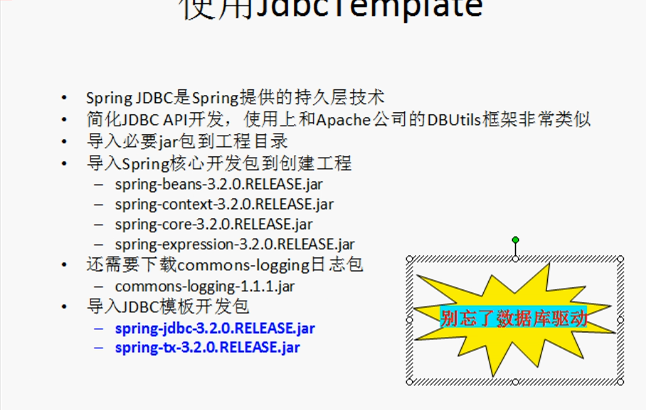 使用JdbcTemplate
• Spring JDBC是Spring提供的持久层技术
• 简化JDBC API开发，使用上和Apache公司的DBUtils框架非常类似
• 导入必要jar包到工程目录
• 导入Spring核心开发包到创建工程
– spring-beans-3.2.0.RELEASE.jar
– spring-context-3.2.0.RELEASE.jar
– spring-core-3.2.0.RELEASE.jar
– spring-expression-3.2.0.RELEASE.jar
• 还需要下载commons-logging日志包
– commons-logging-1.1.1.jar
• 导入JDBC模板开发包
– spring-jdbc-3.2.0.RELEASE.jar
– spring-tx-3.2.0.RELEASE.jar
别忘了数据库驱动